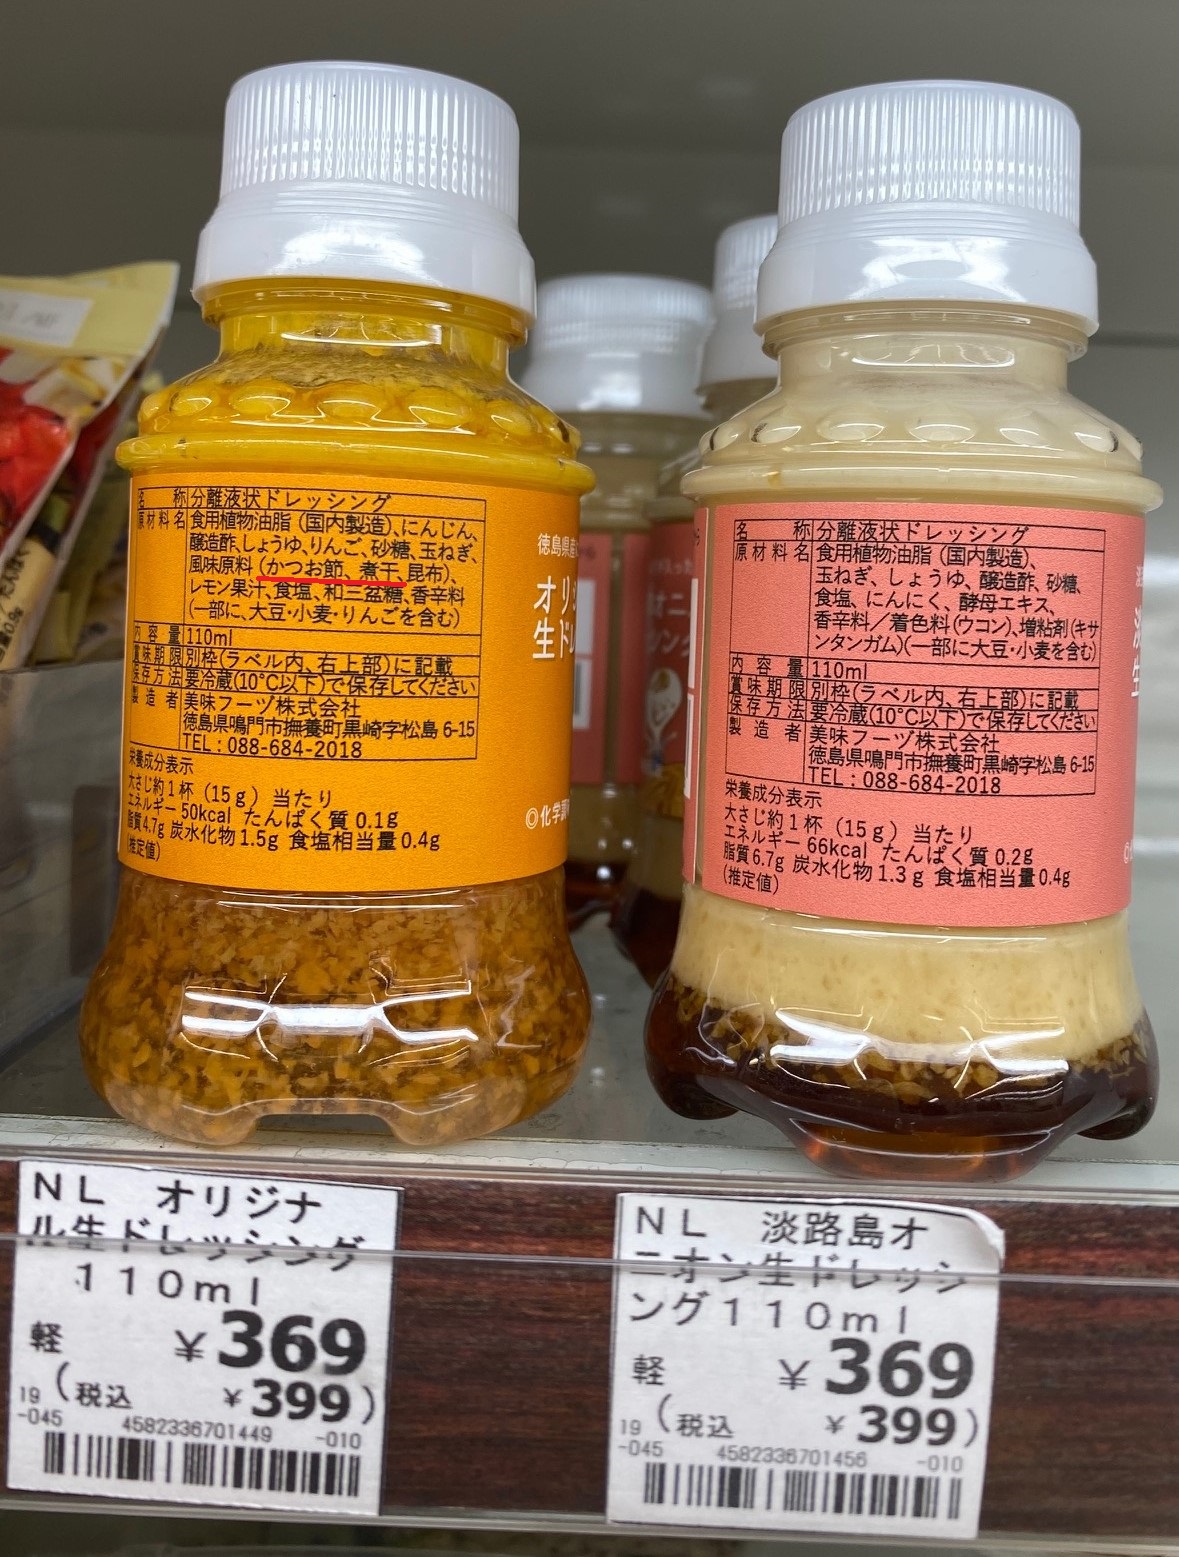 名 称 分離液状ドレッシング
原材料名 食用植物油脂(国内製造)、にんじん、
醸造酢、しょうゆ、りんご、砂糖、玉ねぎ、
風味原料(かつお節、煮干、昆布)、
レモン果汁、食塩、和三盆糖、香辛料
(一部に、大豆・小麦・りんごを含む)
内容量 110ml
賞味期限 別枠(ラベル内、右上部)に記載
保存方法 要冷蔵(10℃以下)で保存してください
製造者 美味フーヅ株式会社
徳島県鳴門市撫養町黒崎字松島 6-15
TEL:088-684-2018
栄養成分表示
大さじ約1杯(15g)当たり
エネルギー 50kcal たんぱく質 0.1g
脂質4.7g 炭水化物 1.5g 食塩相当量 0.4g
(推定値)
徳島県産
オリジ
生ド
◎化学調
名 称 分離液状ドレッシング
原材料名 食用植物油脂(国内製造)、
玉ねぎ、しょうゆ、醸造酢、砂糖、
食塩、にんにく、酵母エキス、
香辛料/着色料(ウコン)、増粘剤(キサ
ンタンガム)(一部に大豆・小麦を含む)
内容量 110ml
賞味期限 別枠(ラベル内、右上部)に記載
保存方法 要冷蔵(10℃以下)で保存してください
製造者 美味フーヅ株式会社
徳島県鳴門市撫養町黒崎字松島 6-15
TEL:088-684-2018
栄養成分表示
大さじ約1杯(15g)当たり
エネルギー 66kcal たんぱく質 0.2g
脂質 6.7g 炭水化物 1.3g 食塩相当量 0.4g
(推定値)
NL オリジナ
ル生ドレッシング
110ml
軽 ¥369
(税込 ¥399)
19
-045 4582336701449 -010
NL 淡路島オ
ニオン生ドレッシ
ング110ml
軽 ¥369
(税込 ¥399)
19
-045 4582336701456 -010